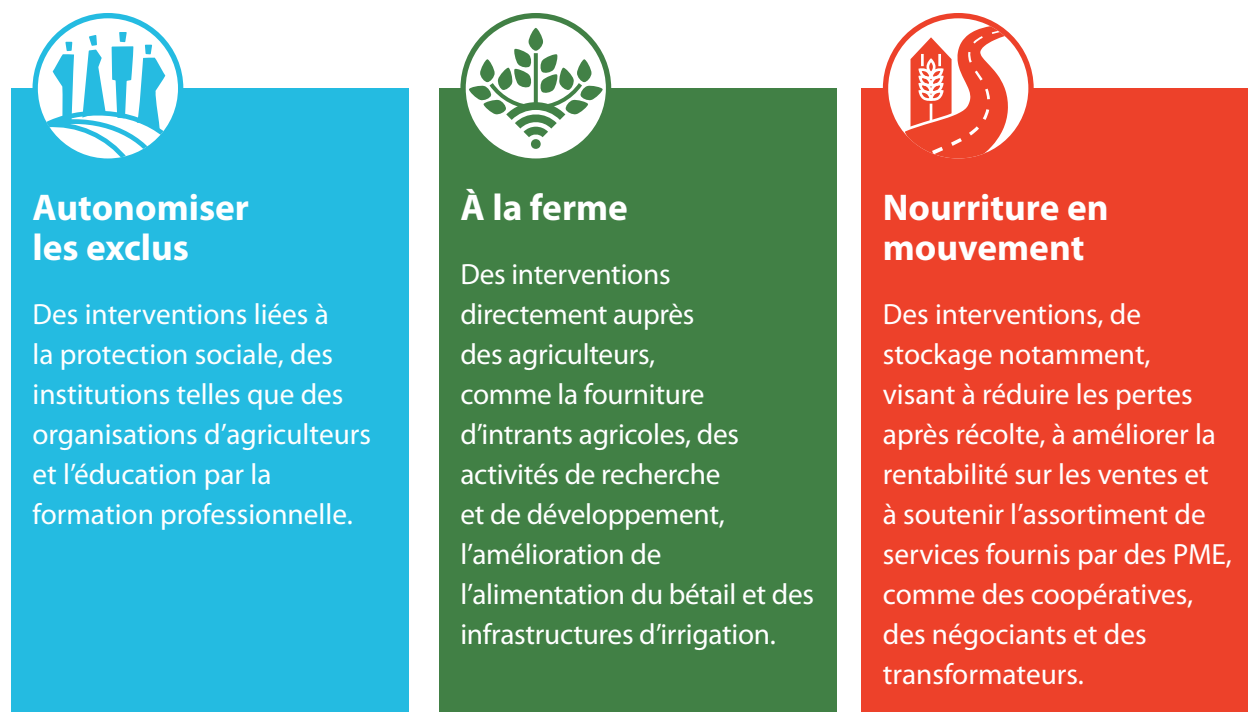 Autonomiser
les exclus
Des interventions liées à
la protection sociale, des
institutions telles que des
organisations d’agriculteurs
et l’éducation par la
formation professionnelle.
À la ferme
Des interventions
directement auprès
des agriculteurs,
comme la fourniture
d’intrants agricoles, des
activités de recherche
et de développement,
l’amélioration de
l’alimentation du bétail et des
infrastructures d’irrigation.
Nourriture en
mouvement
Des interventions, de
stockage notamment,
visant à réduire les pertes
après récolte, à améliorer la
rentabilité sur les ventes et
à soutenir l’assortiment de
services fournis par des PME,
comme des coopératives,
des négociants et des
transformateurs.